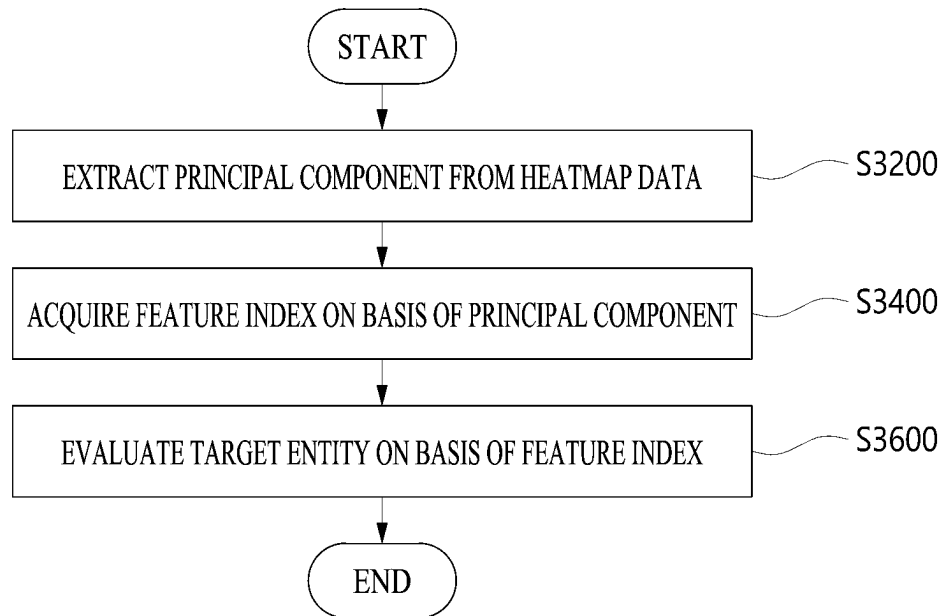 START
EXTRACT PRINCIPAL COMPONENT FROM HEATMAP DATA
S3200
ACQUIRE FEATURE INDEX ON BASIS OF PRINCIPAL COMPONENT
S3400
EVALUATE TARGET ENTITY ON BASIS OF FEATURE INDEX
S3600
END